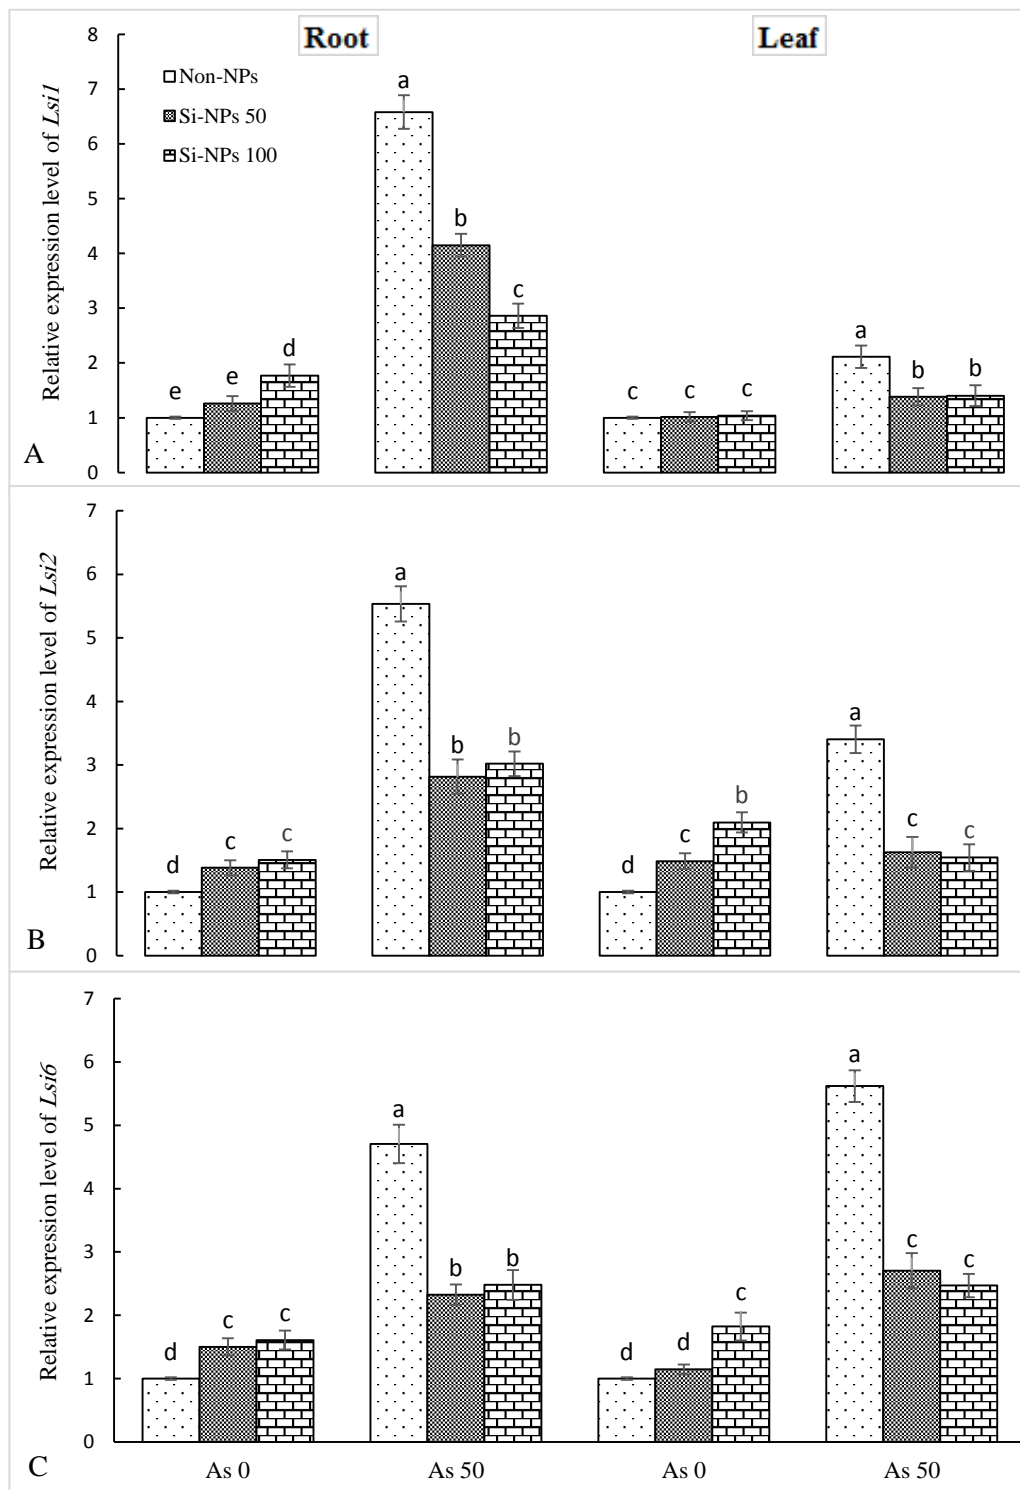 Root
Leaf
Non-NPs
Si-NPs 50
Si-NPs 100
Relative expression level of Lsi1
8
7
6
5
4
3
2
1
0
e e d
a b c
c c c
a b b
A
Relative expression level of Lsi2
7
6
5
4
3
2
1
0
d c c
a b b
d c b
a c c
B
Relative expression level of Lsi6
7
6
5
4
3
2
1
0
d c c
a b b
d d c
a c c
C
As 0 As 50 As 0 As 50